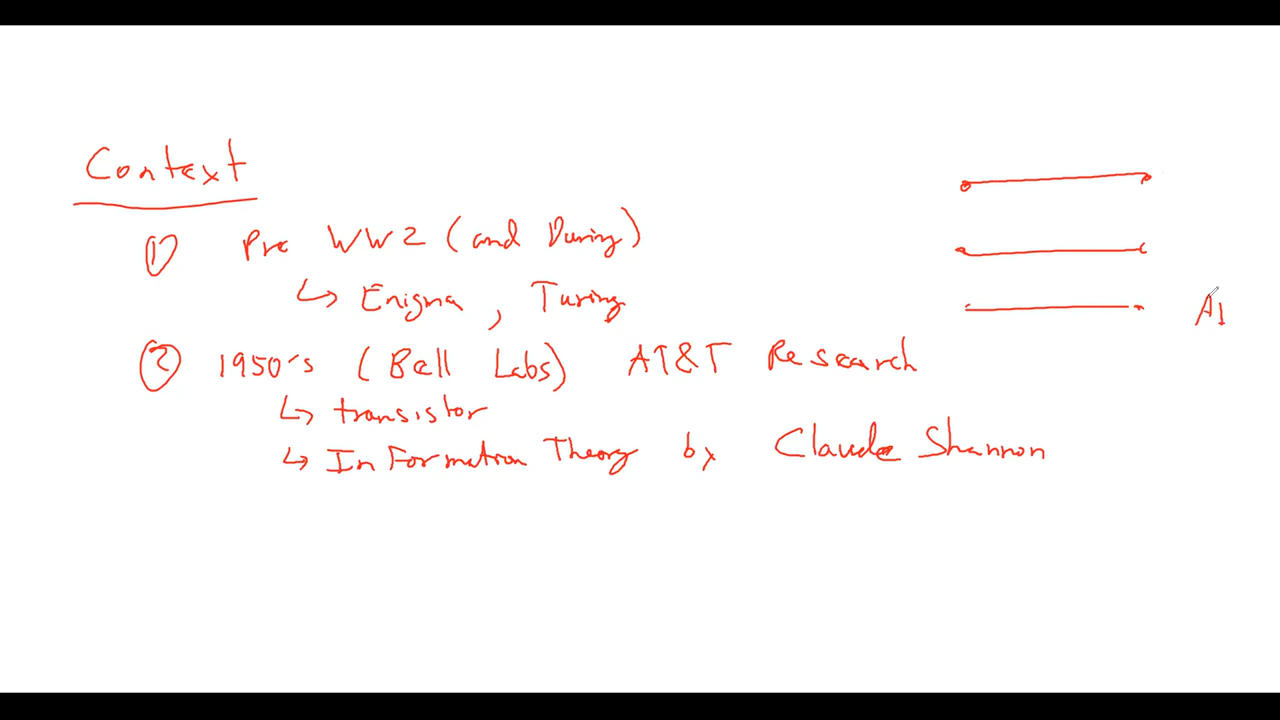 Context
① Pre WW2 (and During)
↳ Enigma, Turing
② 1950's (Bell Labs) AT&T Research
↳ transistor
↳ Information Theory by Claude Shannon